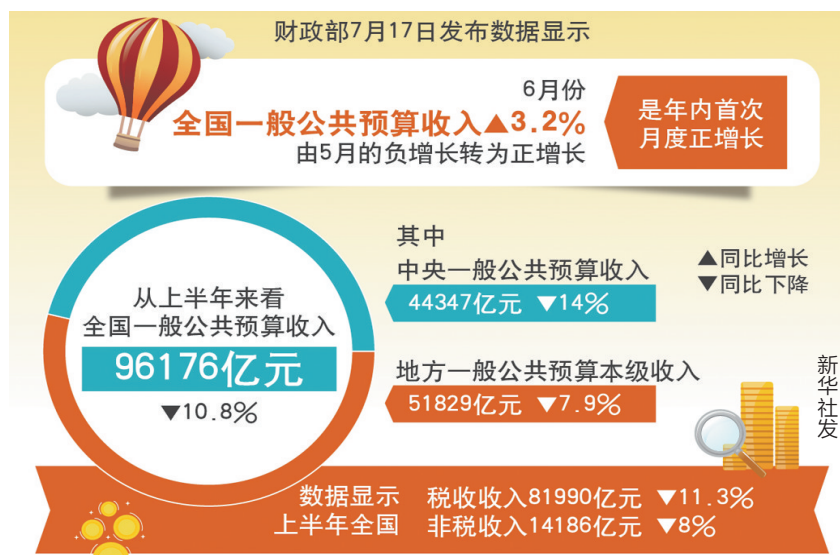 财政部7月17日发布数据显示
6月份
全国一般公共预算收入▲3.2%
由5月的负增长转为正增长
是年内首次
月度正增长
从上半年来看
全国一般公共预算收入
96176亿元
▼10.8%
其中
中央一般公共预算收入
44347亿元 ▼14%
地方一般公共预算本级收入
51829亿元 ▼7.9%
▲同比增长
▼同比下降
新华社发
数据显示 税收收入81990亿元 ▼11.3%
上半年全国 非税收入14186亿元 ▼8%